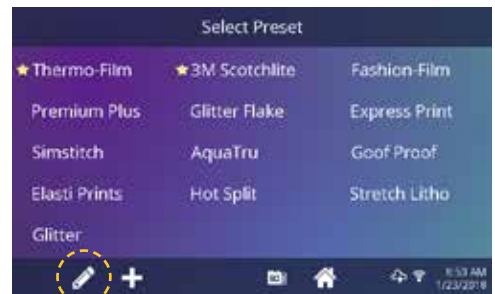 Select Preset
Thermo-Film 3M Scotchlite Fashion-Film
Premium Plus Glitter Flake Express Print
Simstitch AquaTru Goof Proof
Elasti Prints Hot Split Stretch Litho
Glitter
8:53 AM
1/23/2018